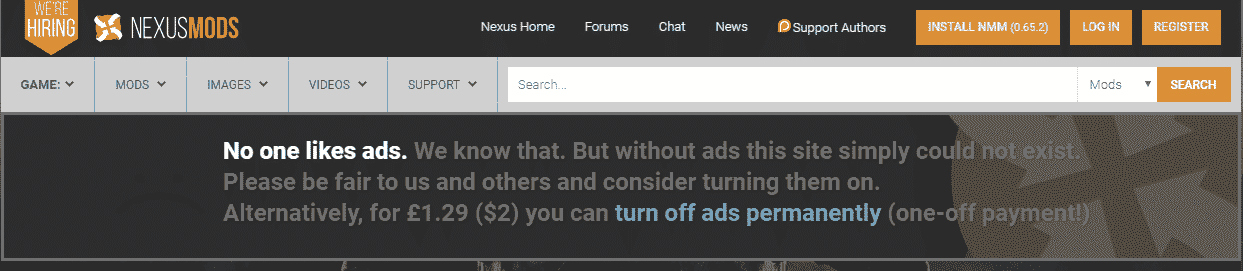 WE'RE
HIRING
NEXUSMODS
Nexus Home
Forums
Chat
News
Support Authors
INSTALL NMM (0.65.2)
LOG IN
REGISTER
GAME:
MODS
IMAGES
VIDEOS
SUPPORT
Search...
Mods
SEARCH
No one likes ads. We know that. But without ads this site simply could not exist.
Please be fair to us and others and consider turning them on.
Alternatively, for £1.29 ($2) you can turn off ads permanently (one-off payment!)